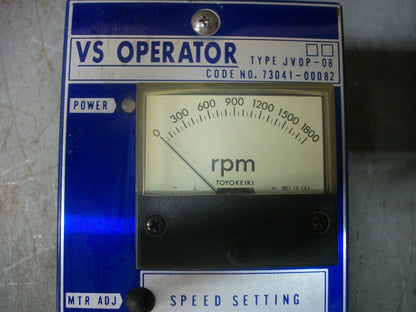 VS OPERATOR
TYPE JVOP-08
CODE NO. 73041-00082
POWER
0 300 600 900 1200 1500 1800
rpm
TOYOKEIKI
MTR ADJ
SPEED SETTING